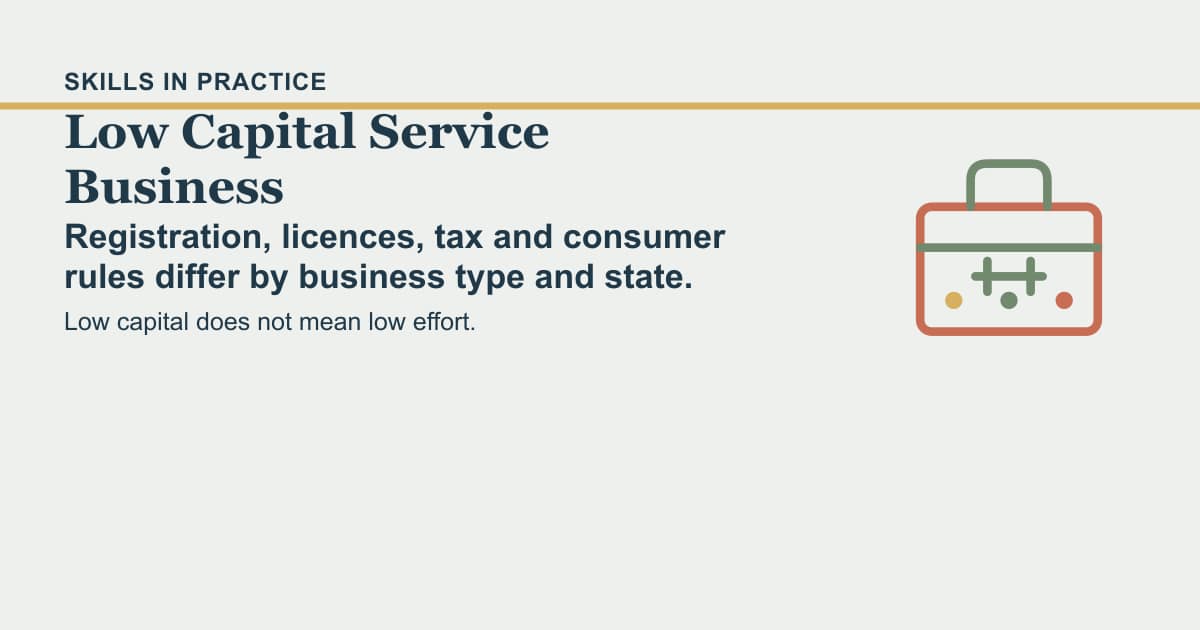 SKILLS IN PRACTICE
Low Capital Service
Business
Registration, licences, tax and consumer
rules differ by business type and state.
Low capital does not mean low effort.